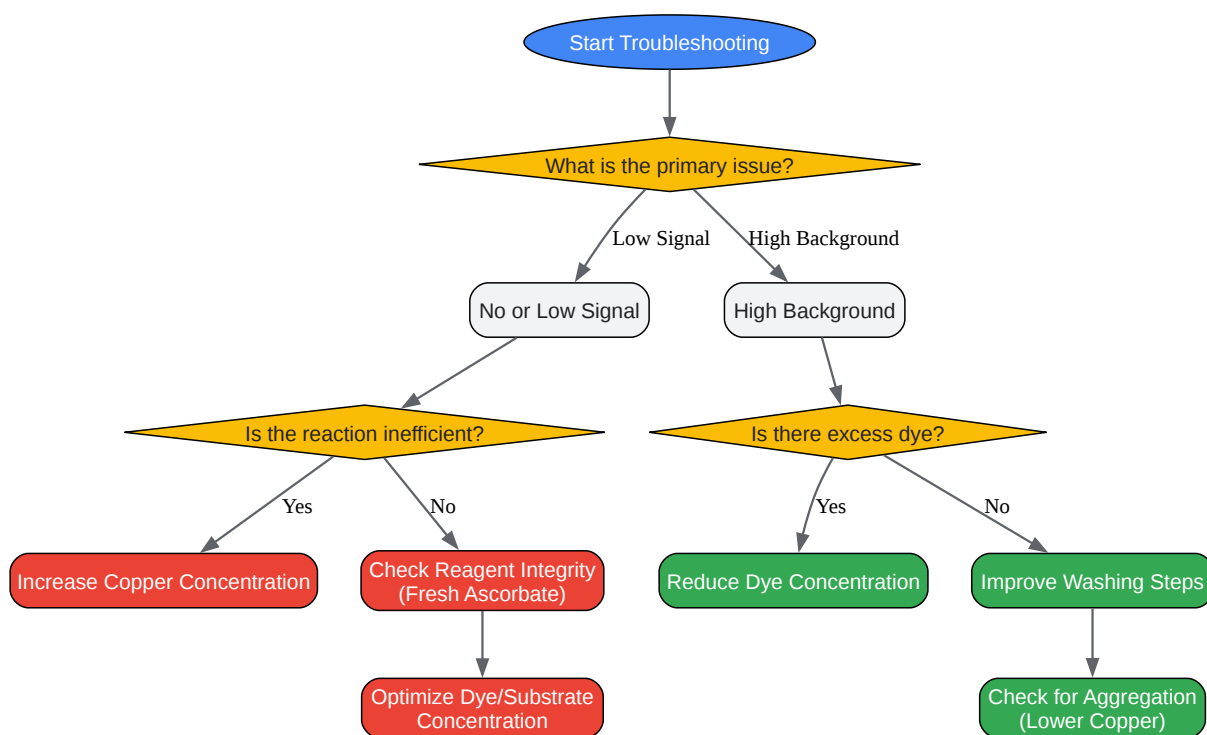 Start Troubleshooting
What is the primary issue?
Low Signal
High Background
No or Low Signal
High Background
Is the reaction inefficient?
Is there excess dye?
Yes
No
Yes
No
Increase Copper Concentration
Check Reagent Integrity
(Fresh Ascorbate)
Reduce Dye Concentration
Improve Washing Steps
Optimize Dye/Substrate
Concentration
Check for Aggregation
(Lower Copper)